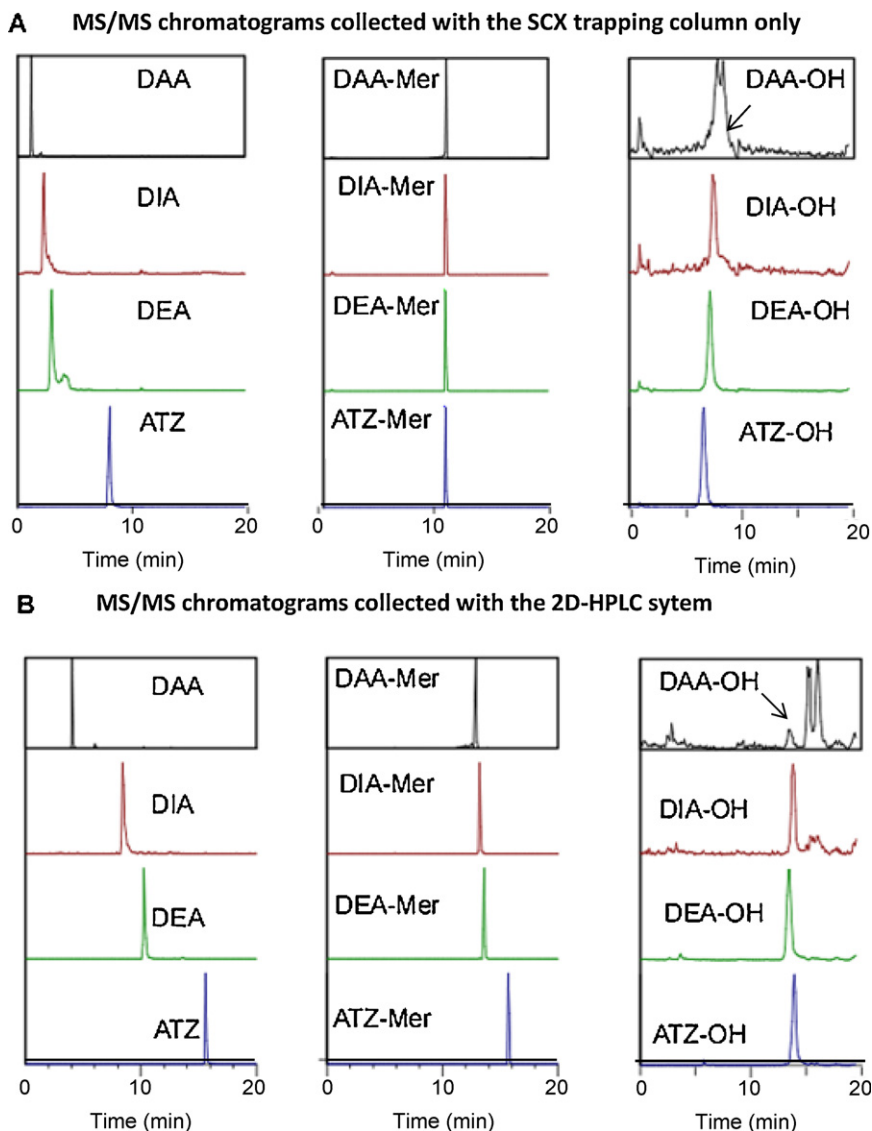 A MS/MS chromatograms collected with the SCX trapping column only
DAA DAA-Mer DAA-OH
DIA DIA-Mer DIA-OH
DEA DEA-Mer DEA-OH
ATZ ATZ-Mer ATZ-OH
0 10 20 0 10 20 0 10 20
Time (min) Time (min) Time (min)
B MS/MS chromatograms collected with the 2D-HPLC sytem
DAA DAA-Mer DAA-OH
DIA DIA-Mer DIA-OH
DEA DEA-Mer DEA-OH
ATZ ATZ-Mer ATZ-OH
0 10 20 0 10 20 0 10 20
Time (min) Time (min) Time (min)